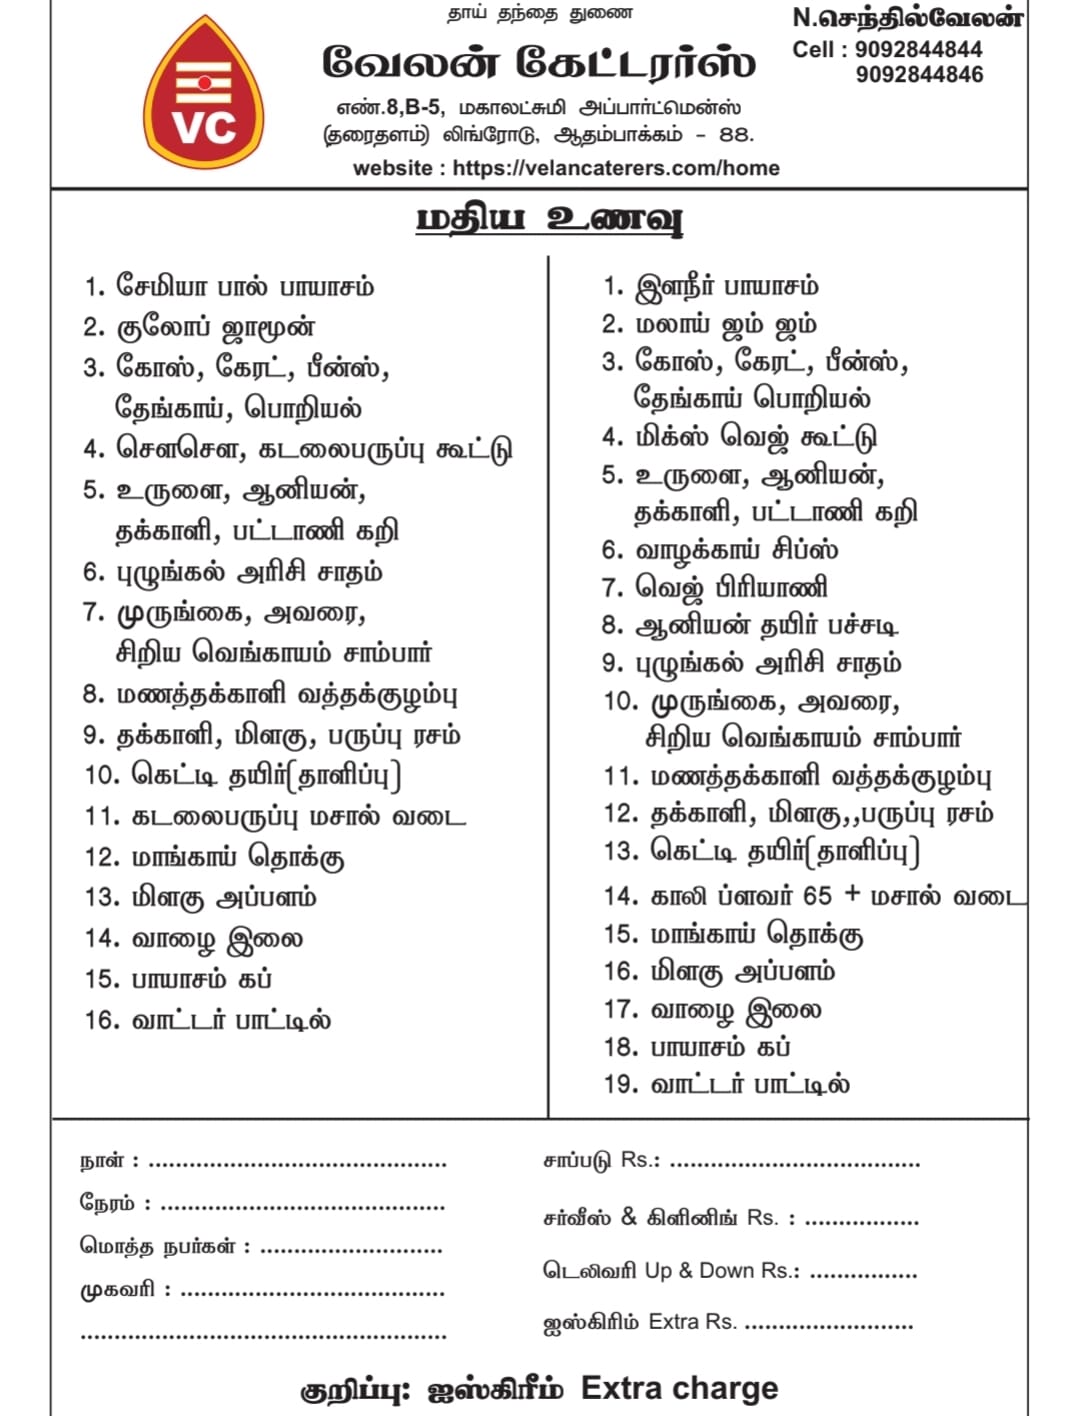 தாய் தந்தை துணை
வேலன் கேட்டரர்ஸ்
N.செந்தில்வேலன்
Cell : 9092844844
9092844846
VC
எண்.8,B-5, மகாலட்சுமி அப்பார்ட்மென்ஸ்
(தரைதளம்) லிங்ரோடு, ஆதம்பாக்கம் - 88.
website : https://velancaterers.com/home
மதிய உணவு
1. சேமியா பால் பாயாசம்
2. குலோப் ஜாமூன்
3. கோஸ், கேரட், பீன்ஸ்,
தேங்காய், பொறியல்
4. சௌசௌ, கடலைபருப்பு கூட்டு
5. உருளை, ஆனியன்,
தக்காளி, பட்டாணி கறி
6. புழுங்கல் அரிசி சாதம்
7. முருங்கை, அவரை,
சிறிய வெங்காயம் சாம்பார்
8. மணத்தக்காளி வத்தக்குழம்பு
9. தக்காளி, மிளகு, பருப்பு ரசம்
10. கெட்டி தயிர்(தாளிப்பு)
11. கடலைபருப்பு மசால் வடை
12. மாங்காய் தொக்கு
13. மிளகு அப்பளம்
14. வாழை இலை
15. பாயாசம் கப்
16. வாட்டர் பாட்டில்
1. இளநீர் பாயாசம்
2. மலாய் ஜம் ஜம்
3. கோஸ், கேரட், பீன்ஸ்,
தேங்காய் பொறியல்
4. மிக்ஸ் வெஜ் கூட்டு
5. உருளை, ஆனியன்,
தக்காளி, பட்டாணி கறி
6. வாழக்காய் சிப்ஸ்
7. வெஜ் பிரியாணி
8. ஆனியன் தயிர் பச்சடி
9. புழுங்கல் அரிசி சாதம்
10. முருங்கை, அவரை,
சிறிய வெங்காயம் சாம்பார்
11. மணத்தக்காளி வத்தக்குழம்பு
12. தக்காளி, மிளகு,,பருப்பு ரசம்
13. கெட்டி தயிர்(தாளிப்பு)
14. காலி ப்ளவர் 65 + மசால் வடை
15. மாங்காய் தொக்கு
16. மிளகு அப்பளம்
17. வாழை இலை
18. பாயாசம் கப்
19. வாட்டர் பாட்டில்
நாள் : ............................................
நேரம் : ..........................................
மொத்த நபர்கள் : ...........................
முகவரி : .......................................
......................................................
சாப்படு Rs.: .....................................
சர்வீஸ் & கிளினிங் Rs. : .................
டெலிவரி Up & Down Rs.: ................
ஐஸ்கிரிம் Extra Rs. .........................
குறிப்பு: ஐஸ்கிரீம் Extra charge